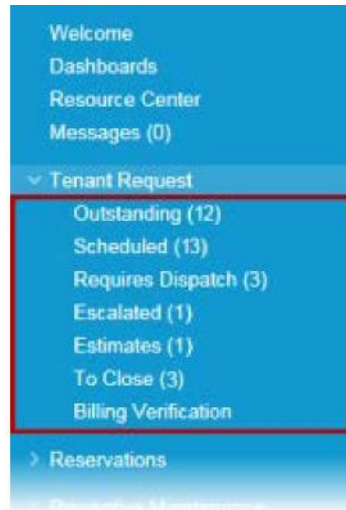 Welcome
Dashboards
Resource Center
Messages (0)
Tenant Request
Outstanding (12)
Scheduled (13)
Requires Dispatch (3)
Escalated (1)
Estimates (1)
To Close (3)
Billing Verification
Reservations